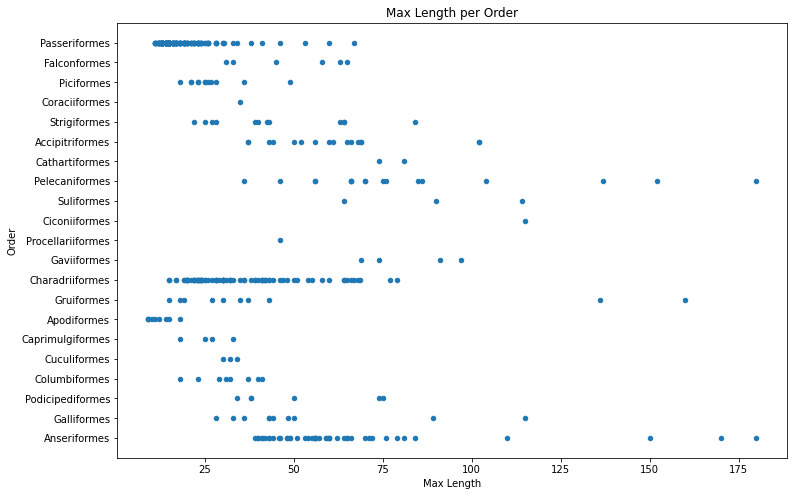 Max Length per Order
Passeriformes
Falconformes
Piciformes
Coraciiformes
Strigiformes
Accipitriformes
Cathartiformes
Pelecaniformes
Suliformes
Ciconiiformes
Procellariiformes
Gaviiformes
Charadriiformes
Gruiformes
Apodiformes
Caprimulgiformes
Cuculiformes
Columbiformes
Podicipediformes
Galliformes
Anseriformes
Order
25 50 75 100 125 150 175
Max Length